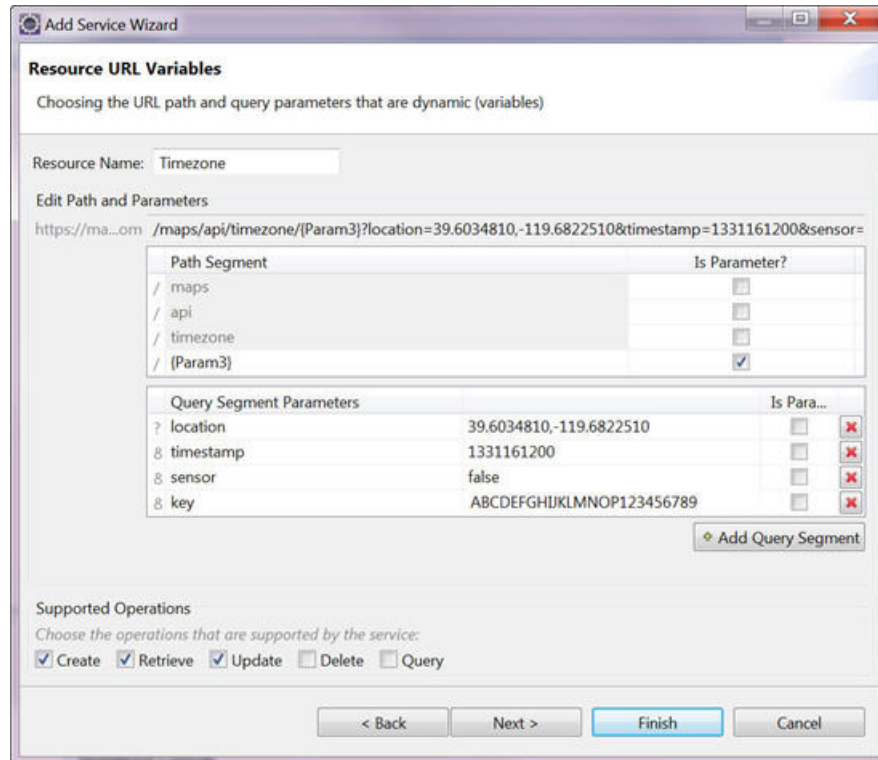 Add Service Wizard
Resource URL Variables
Choosing the URL path and query parameters that are dynamic (variables)
Resource Name: Timezone
Edit Path and Parameters
https://ma...om /maps/api/timezone/{Param3}?location=39.6034810,-119.6822510&timestamp=1331161200&sensor=
Path Segment Is Parameter?
/ maps
/ api
/ timezone
/ {Param3}
Query Segment Parameters Is Para...
? location 39.6034810,-119.6822510
& timestamp 1331161200
& sensor false
& key ABCDEFGHIJKLMNOP123456789
Add Query Segment
Supported Operations
Choose the operations that are supported by the service:
Create Retrieve Update Delete Query
< Back Next > Finish Cancel